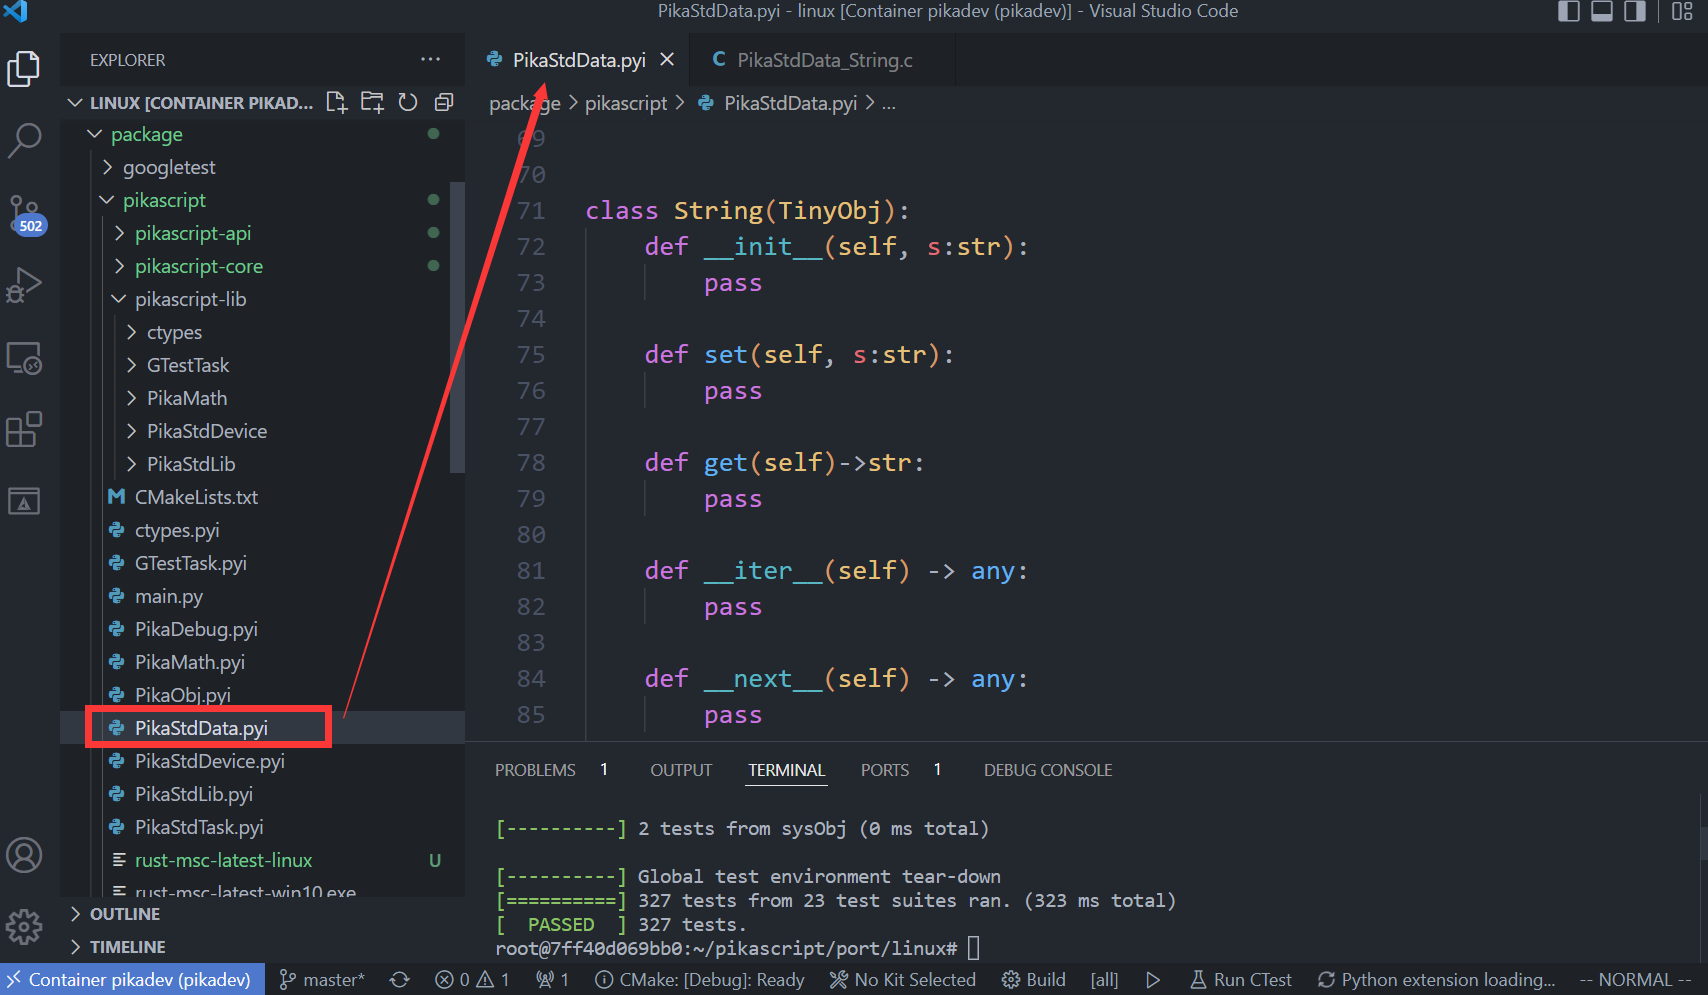 PikaStdData.pyi - linux [Container pikadev (pikadev)] - Visual Studio Code
EXPLORER
LINUX [CONTAINER PIKAD...
package
googletest
pikascript
pikascript-api
pikascript-core
pikascript-lib
ctypes
GTestTask
PikaMath
PikaStdDevice
PikaStdLib
CMakeLists.txt
ctypes.pyi
GTestTask.pyi
main.py
PikaDebug.pyi
PikaMath.pyi
PikaObj.pyi
PikaStdData.pyi
PikaStdDevice.pyi
PikaStdLib.pyi
PikaStdTask.pyi
rust-msc-latest-linux U
rust-msc-latest-win10.exe
OUTLINE
TIMELINE
502
PikaStdData.pyi
C PikaStdData_String.c
package > pikascript > PikaStdData.pyi > ...
69
70
71 class String(TinyObj):
72 def __init__(self, s:str):
73 pass
74
75 def set(self, s:str):
76 pass
77
78 def get(self)->str:
79 pass
80
81 def __iter__(self) -> any:
82 pass
83
84 def __next__(self) -> any:
85 pass
PROBLEMS 1 OUTPUT TERMINAL PORTS 1 DEBUG CONSOLE
[----------] 2 tests from sysObj (0 ms total)
[----------] Global test environment tear-down
[==========] 327 tests from 23 test suites ran. (323 ms total)
[  PASSED  ] 327 tests.
root@7ff40d069bb0:~/pikascript/port/linux#
Container pikadev (pikadev) master* 0 1 1 CMake: [Debug]: Ready No Kit Selected Build [all] Run CTest Python extension loading... -- NORMAL --